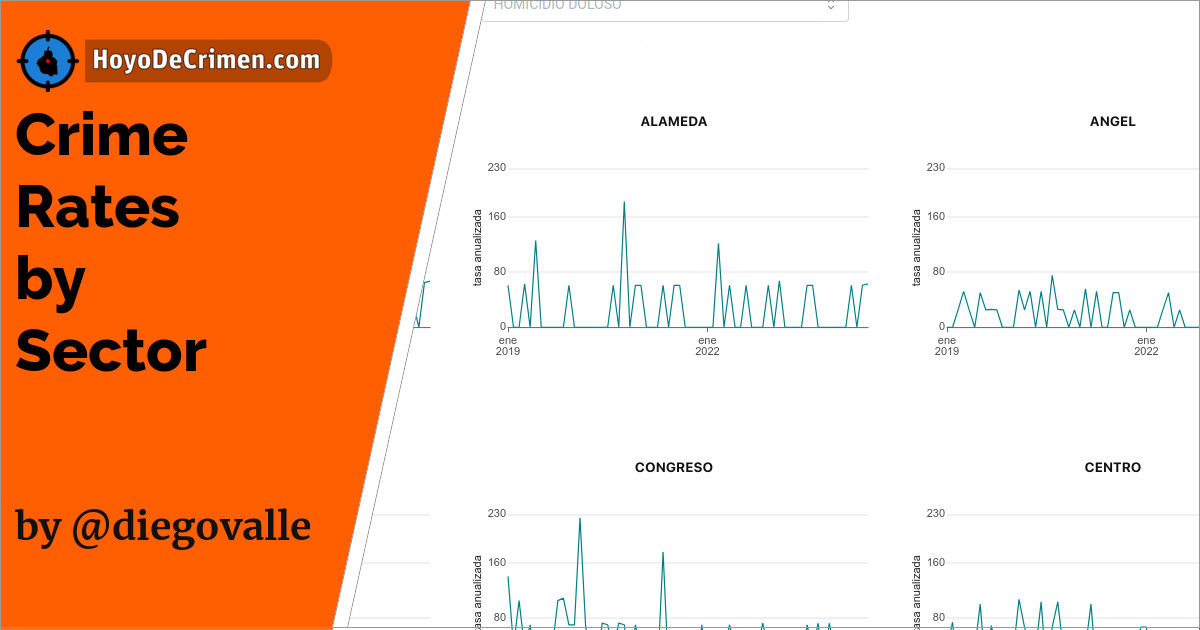 HoyoDeCrimen.com
Crime
Rates
by
Sector
by @diegovalle
HOMICIDIO DOLOSO
ALAMEDA
tasa anualizada
230
160
80
0
ene
2019
ene
2022
ANGEL
tasa anualizada
230
160
80
0
ene
2019
ene
2022
CONGRESO
tasa anualizada
230
160
80
CENTRO
tasa anualizada
230
160
80